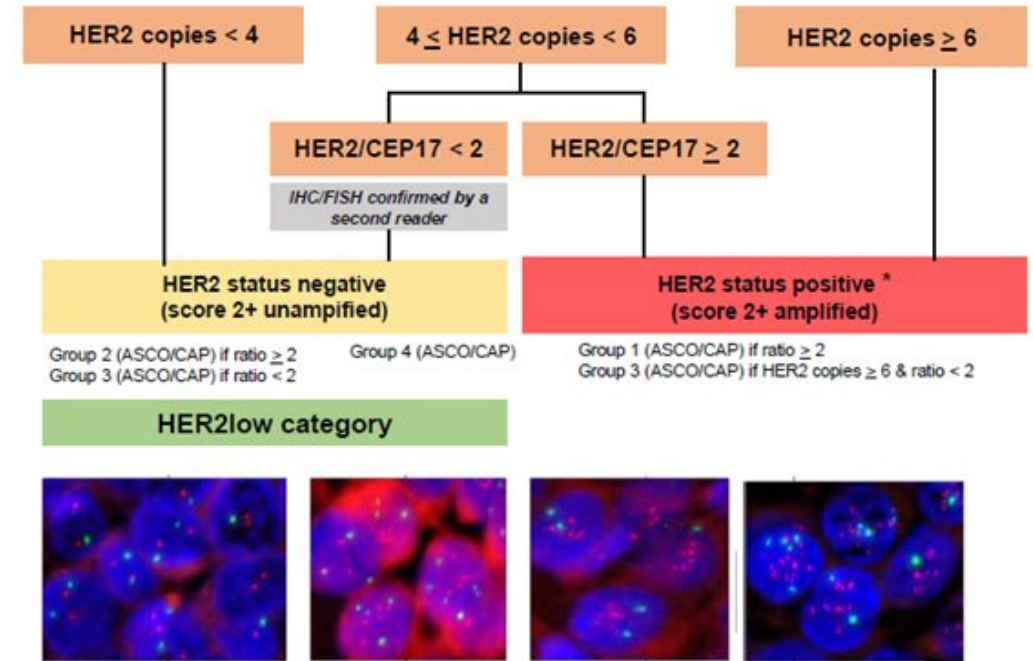 HER2 copies < 4
4 ≤ HER2 copies < 6
HER2 copies ≥ 6
HER2/CEP17 < 2
HER2/CEP17 ≥ 2
IHC/FISH confirmed by a
second reader
HER2 status negative
(score 2+ unampified)
HER2 status positive *
(score 2+ amplified)
Group 2 (ASCO/CAP) if ratio ≥ 2
Group 3 (ASCO/CAP) if ratio < 2
Group 4 (ASCO/CAP)
Group 1 (ASCO/CAP) if ratio ≥ 2
Group 3 (ASCO/CAP) if HER2 copies ≥ 6 & ratio < 2
HER2low category